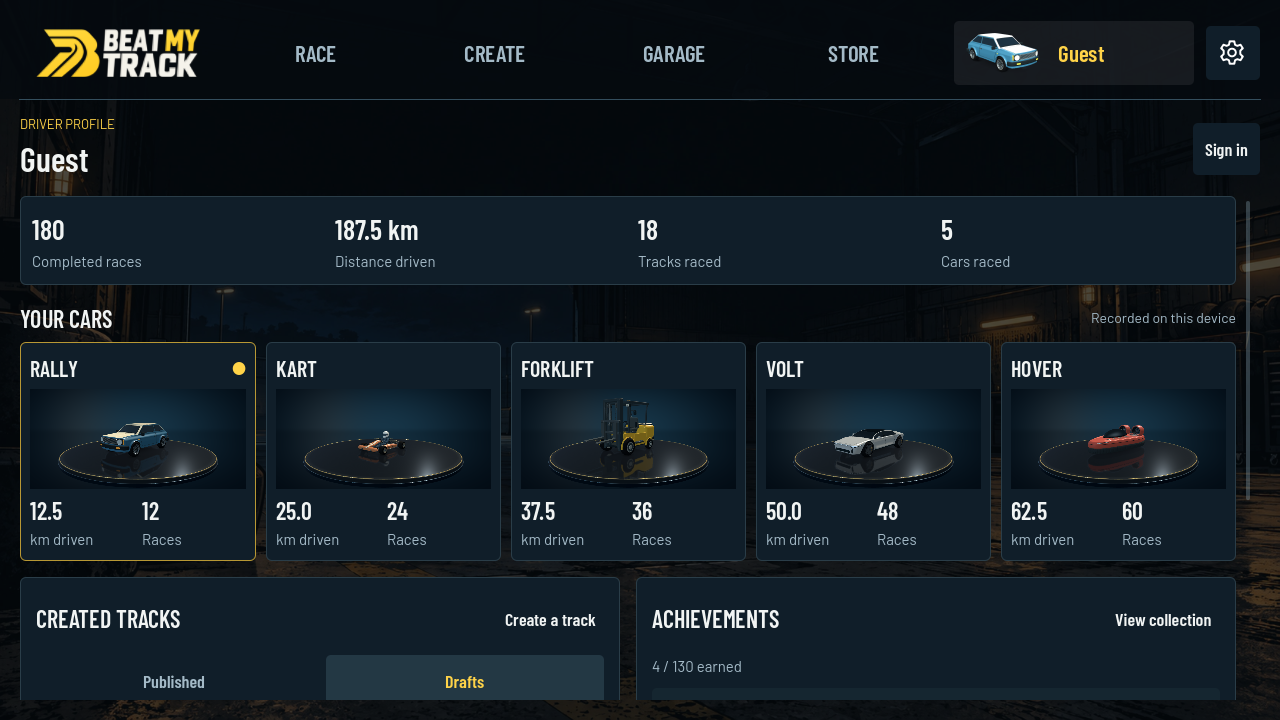 BEATMY
TRACK
RACE
CREATE
GARAGE
STORE
Guest
DRIVER PROFILE
Guest
Sign in
180
187.5 km
18
5
Completed races
Distance driven
Tracks raced
Cars raced
YOUR CARS
Recorded on this device
RALLY
KART
FORKLIFT
VOLT
HOVER
12.5
12
25.0
24
37.5
36
50.0
48
62.5
60
km driven
Races
km driven
Races
km driven
Races
km driven
Races
km driven
Races
CREATED TRACKS
Create a track
Published
Drafts
ACHIEVEMENTS
View collection
4 / 130 earned